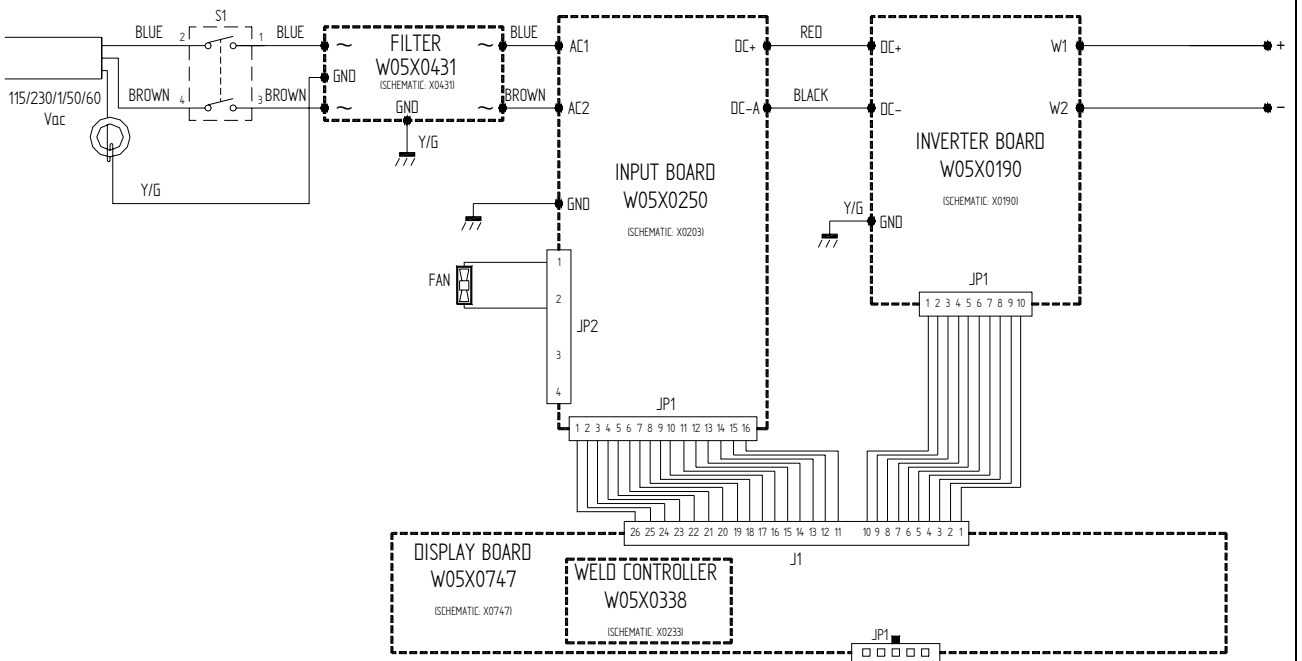 S1
BLUE 2 1 BLUE ~ FILTER ~ BLUE AC1 DC+ RED DC+ W1 +
W05X0431
(SCHEMATIC: X0431)
GND
115/230/1/50/60
Vac
BROWN 4 3 BROWN ~ GND ~ BROWN AC2 DC-A BLACK DC- W2 -
Y/G
INPUT BOARD
W05X0250
(SCHEMATIC: X0203)
INVERTER BOARD
W05X0190
(SCHEMATIC: X0190)
Y/G
GND
Y/G GND
FAN
1
2
JP2
3
4
JP1
1 2 3 4 5 6 7 8 9 10
JP1
1 2 3 4 5 6 7 8 9 10 11 12 13 14 15 16
26 25 24 23 22 21 20 19 18 17 16 15 14 13 12 11 10 9 8 7 6 5 4 3 2 1
J1
DISPLAY BOARD
W05X0747
(SCHEMATIC: X0747)
WELD CONTROLLER
W05X0338
(SCHEMATIC: X0233)
JP1